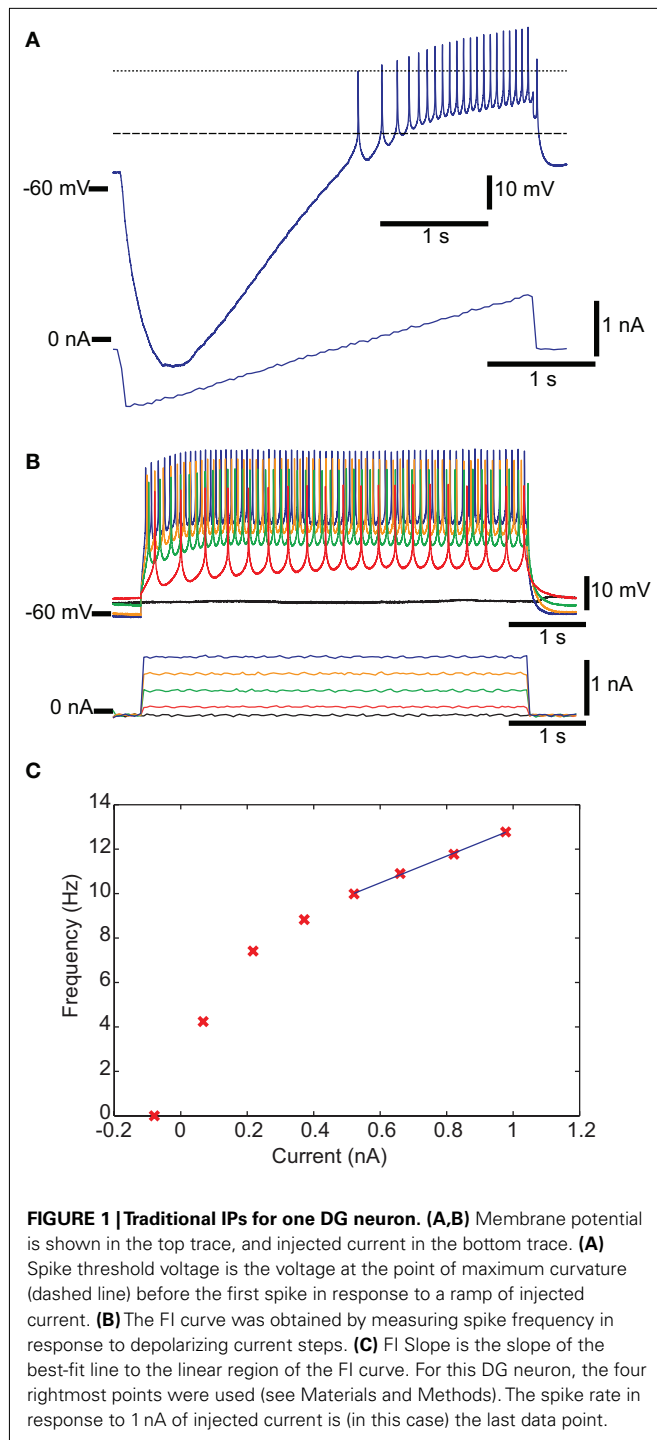 A
-60 mV
10 mV
1 s
0 nA
1 nA
1 s
B
-60 mV
10 mV
1 s
0 nA
1 nA
1 s
C
14
12
10
8
6
4
2
0
Frequency (Hz)
-0.2 0 0.2 0.4 0.6 0.8 1 1.2
Current (nA)
FIGURE 1 | Traditional IPs for one DG neuron. (A,B) Membrane potential
is shown in the top trace, and injected current in the bottom trace. (A)
Spike threshold voltage is the voltage at the point of maximum curvature
(dashed line) before the first spike in response to a ramp of injected
current. (B) The FI curve was obtained by measuring spike frequency in
response to depolarizing current steps. (C) FI Slope is the slope of the
best-fit line to the linear region of the FI curve. For this DG neuron, the four
rightmost points were used (see Materials and Methods). The spike rate in
response to 1 nA of injected current is (in this case) the last data point.